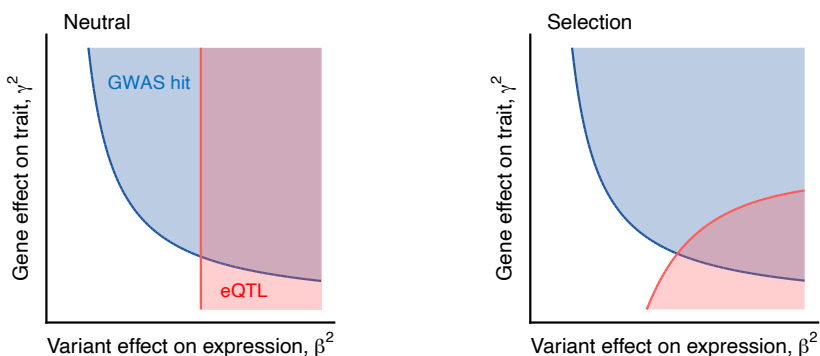 Neutral
GWAS hit
eQTL
Gene effect on trait, γ²
Variant effect on expression, β²
Selection
Gene effect on trait, γ²
Variant effect on expression, β²